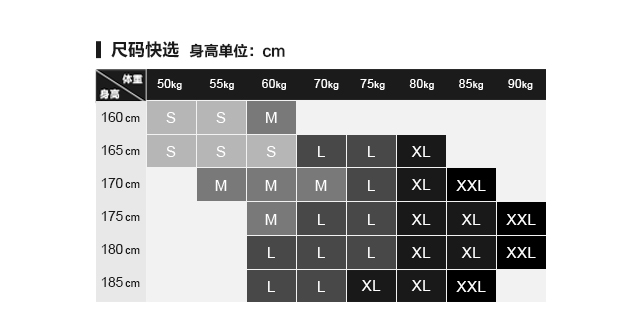 尺码快选 身高单位：cm
体重 50kg 55kg 60kg 70kg 75kg 80kg 85kg 90kg
身高
160cm S S M
165cm S S S L L XL
170cm M M M L XL XXL
175cm M L L XL XL XXL
180cm L L L XL XL XXL
185cm L L XL XL XXL